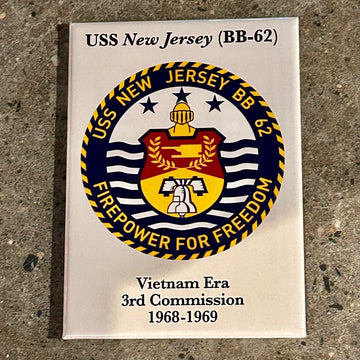 USS New Jersey (BB-62)
USS NEW JERSEY BB 62
FIREPOWER FOR FREEDOM
Vietnam Era
3rd Commission
1968-1969